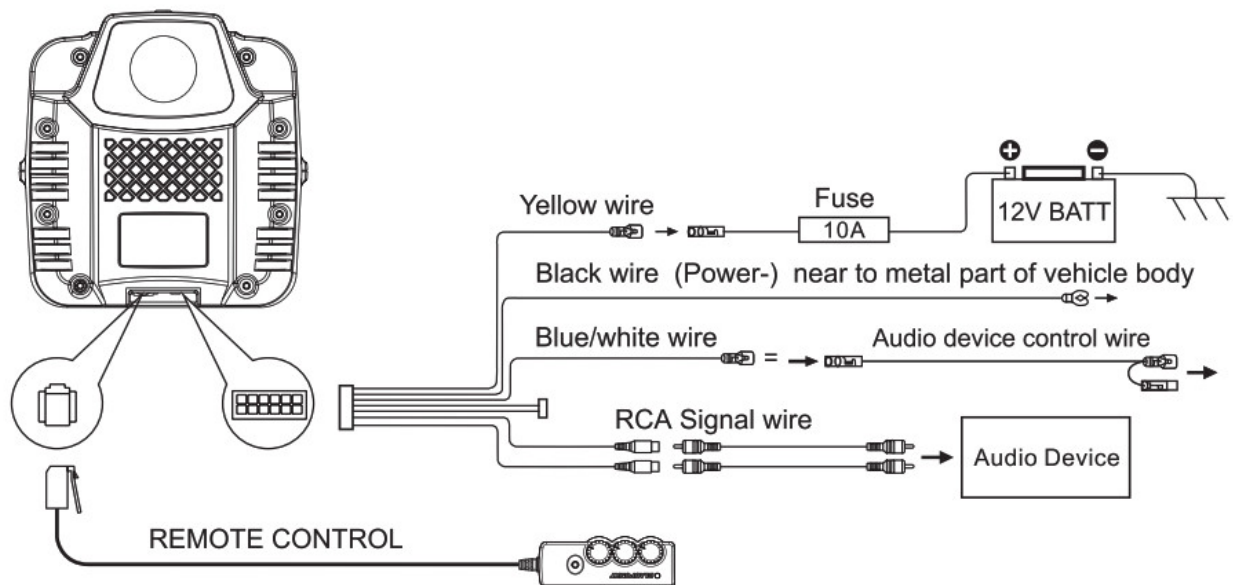 Yellow wire
Fuse
10A
12V BATT
Black wire (Power-) near to metal part of vehicle body
Blue/white wire
Audio device control wire
RCA Signal wire
Audio Device
REMOTE CONTROL